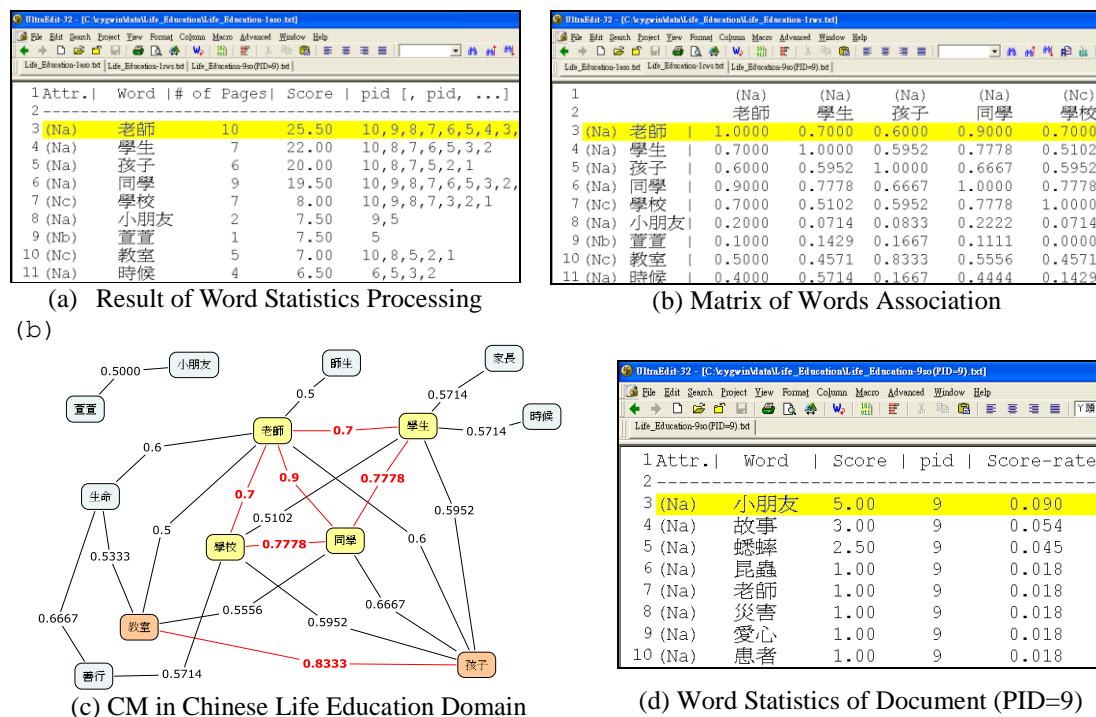 UltraEdit-32 - [C:\cygwin\data\Life_Education\Life_Education-1aso.txt]
File Edit Search Project View Format Column Macro Advanced Window Help
Life_Education-1aso.txt Life_Education-1rws.txt Life_Education-9so(PID=9).txt
1 Attr.| Word |# of Pages| Score | pid [, pid, ...]
2 ----------
3 (Na) 老師 10 25.50 10,9,8,7,6,5,4,3,
4 (Na) 學生 7 22.00 10,8,7,6,5,3,2
5 (Na) 孩子 6 20.00 10,8,7,5,2,1
6 (Na) 同學 9 19.50 10,9,8,7,6,5,3,2,
7 (Nc) 學校 7 8.00 10,9,8,7,3,2,1
8 (Na) 小朋友 2 7.50 9,5
9 (Nb) 萱萱 1 7.50 5
10 (Nc) 教室 5 7.00 10,8,5,2,1
11 (Na) 時候 4 6.50 6,5,3,2
(a) Result of Word Statistics Processing
UltraEdit-32 - [C:\cygwin\data\Life_Education\Life_Education-1rws.txt]
File Edit Search Project View Format Column Macro Advanced Window Help
Life_Education-1aso.txt Life_Education-1rws.txt Life_Education-9so(PID=9).txt
1 (Na) (Na) (Na) (Na) (Nc)
2 老師 學生 孩子 同學 學校
3 (Na) 老師 | 1.0000 0.7000 0.6000 0.9000 0.7000
4 (Na) 學生 | 0.7000 1.0000 0.5952 0.7778 0.5102
5 (Na) 孩子 | 0.6000 0.5952 1.0000 0.6667 0.5952
6 (Na) 同學 | 0.9000 0.7778 0.6667 1.0000 0.7778
7 (Nc) 學校 | 0.7000 0.5102 0.5952 0.7778 1.0000
8 (Na) 小朋友| 0.2000 0.0714 0.0833 0.2222 0.0714
9 (Nb) 萱萱 | 0.1000 0.1429 0.1667 0.1111 0.0000
10 (Nc) 教室 | 0.5000 0.4571 0.8333 0.5556 0.4571
11 (Na) 時候 | 0.4000 0.5714 0.1667 0.4444 0.1429
(b) Matrix of Words Association
(b)
小朋友 師生 家長
0.5000 0.5 0.5714
萱萱 時候
老師 0.7 學生 0.5714
0.6
生命 0.7 0.9 0.7778
0.5 0.5102 0.5952
學校 0.7778 同學 0.6
0.5333
0.5556 0.6667
0.6667 0.5952
教室
0.8333 孩子
善行 0.5714
(c) CM in Chinese Life Education Domain
UltraEdit-32 - [C:\cygwin\data\Life_Education\Life_Education-9so(PID=9).txt]
File Edit Search Project View Format Column Macro Advanced Window Help
丫頭
Life_Education-9so(PID=9).txt
1 Attr.| Word | Score | pid | Score-rate
2 ----------
3 (Na) 小朋友 5.00 9 0.090
4 (Na) 故事 3.00 9 0.054
5 (Na) 蟋蟀 2.50 9 0.045
6 (Na) 昆蟲 1.00 9 0.018
7 (Na) 老師 1.00 9 0.018
8 (Na) 災害 1.00 9 0.018
9 (Na) 愛心 1.00 9 0.018
10 (Na) 患者 1.00 9 0.018
(d) Word Statistics of Document (PID=9)